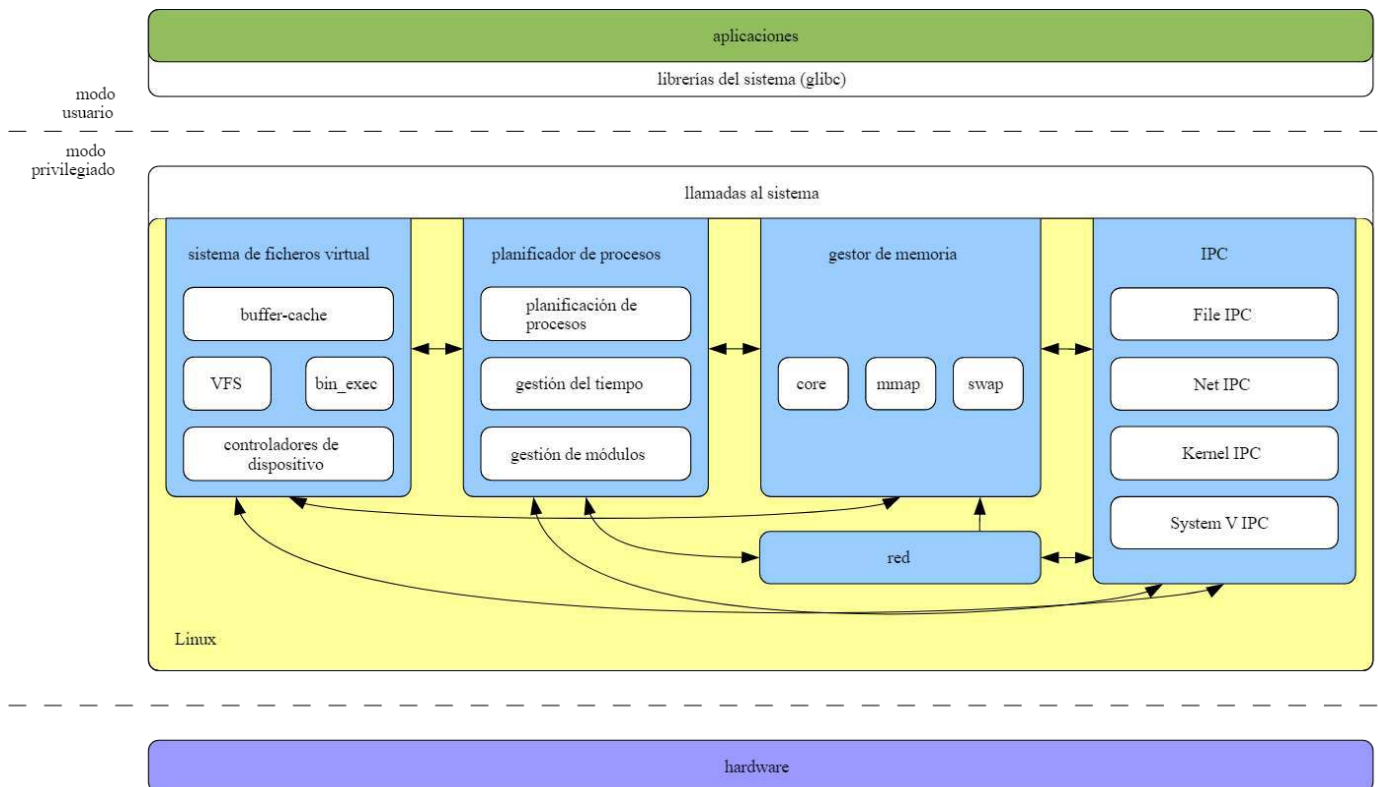 aplicaciones
librerías del sistema (glibc)
modo
usuario
modo
privilegiado
llamadas al sistema
sistema de ficheros virtual
buffer-cache
VFS
bin_exec
controladores de
dispositivo
planificador de procesos
planificación de
procesos
gestión del tiempo
gestión de módulos
gestor de memoria
core
mmap
swap
red
IPC
File IPC
Net IPC
Kernel IPC
System V IPC
Linux
hardware